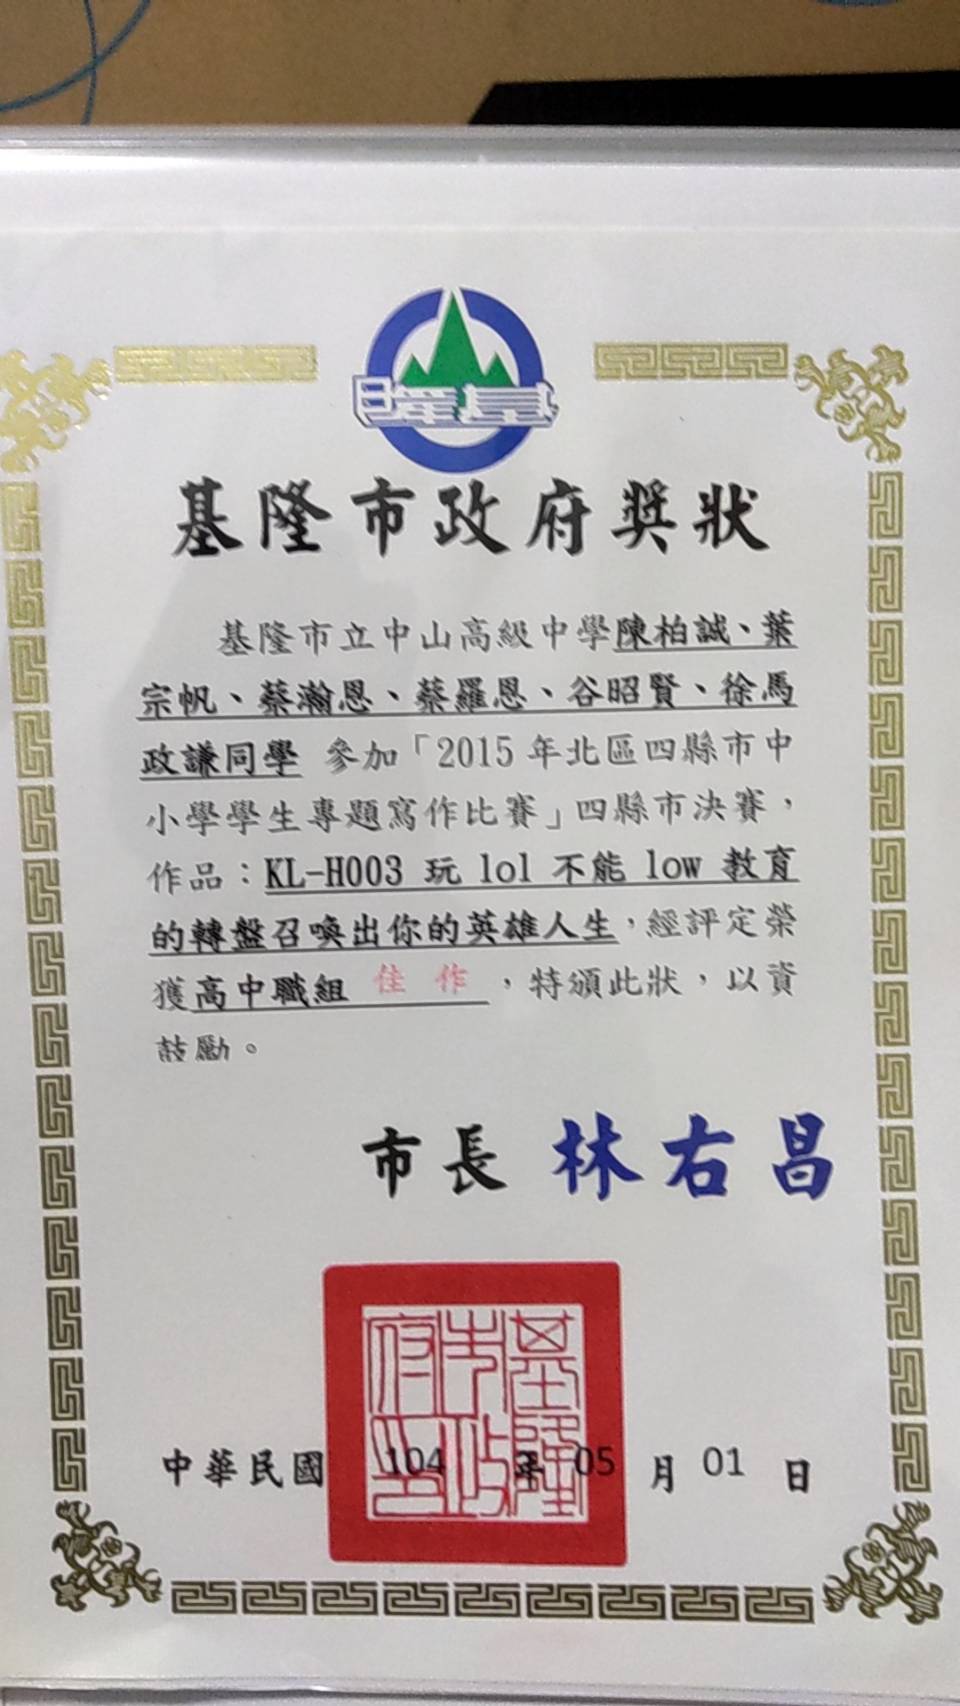 基隆市政府獎狀
基隆市立中山高級中學陳柏誠、葉
宗帆、蔡瀚恩、蔡羅恩、谷昭賢、徐馬
政謙同學 參加「2015年北區四縣市中
小學學生專題寫作比賽」四縣市決賽，
作品：KL-H003 玩 lol 不能 low 教育
的轉盤召喚出你的英雄人生，經評定榮
獲高中職組 佳 作 ，特頒此狀，以資
鼓勵。
市長 林右昌
基隆市政府印
中華民國 104 年 05 月 01 日